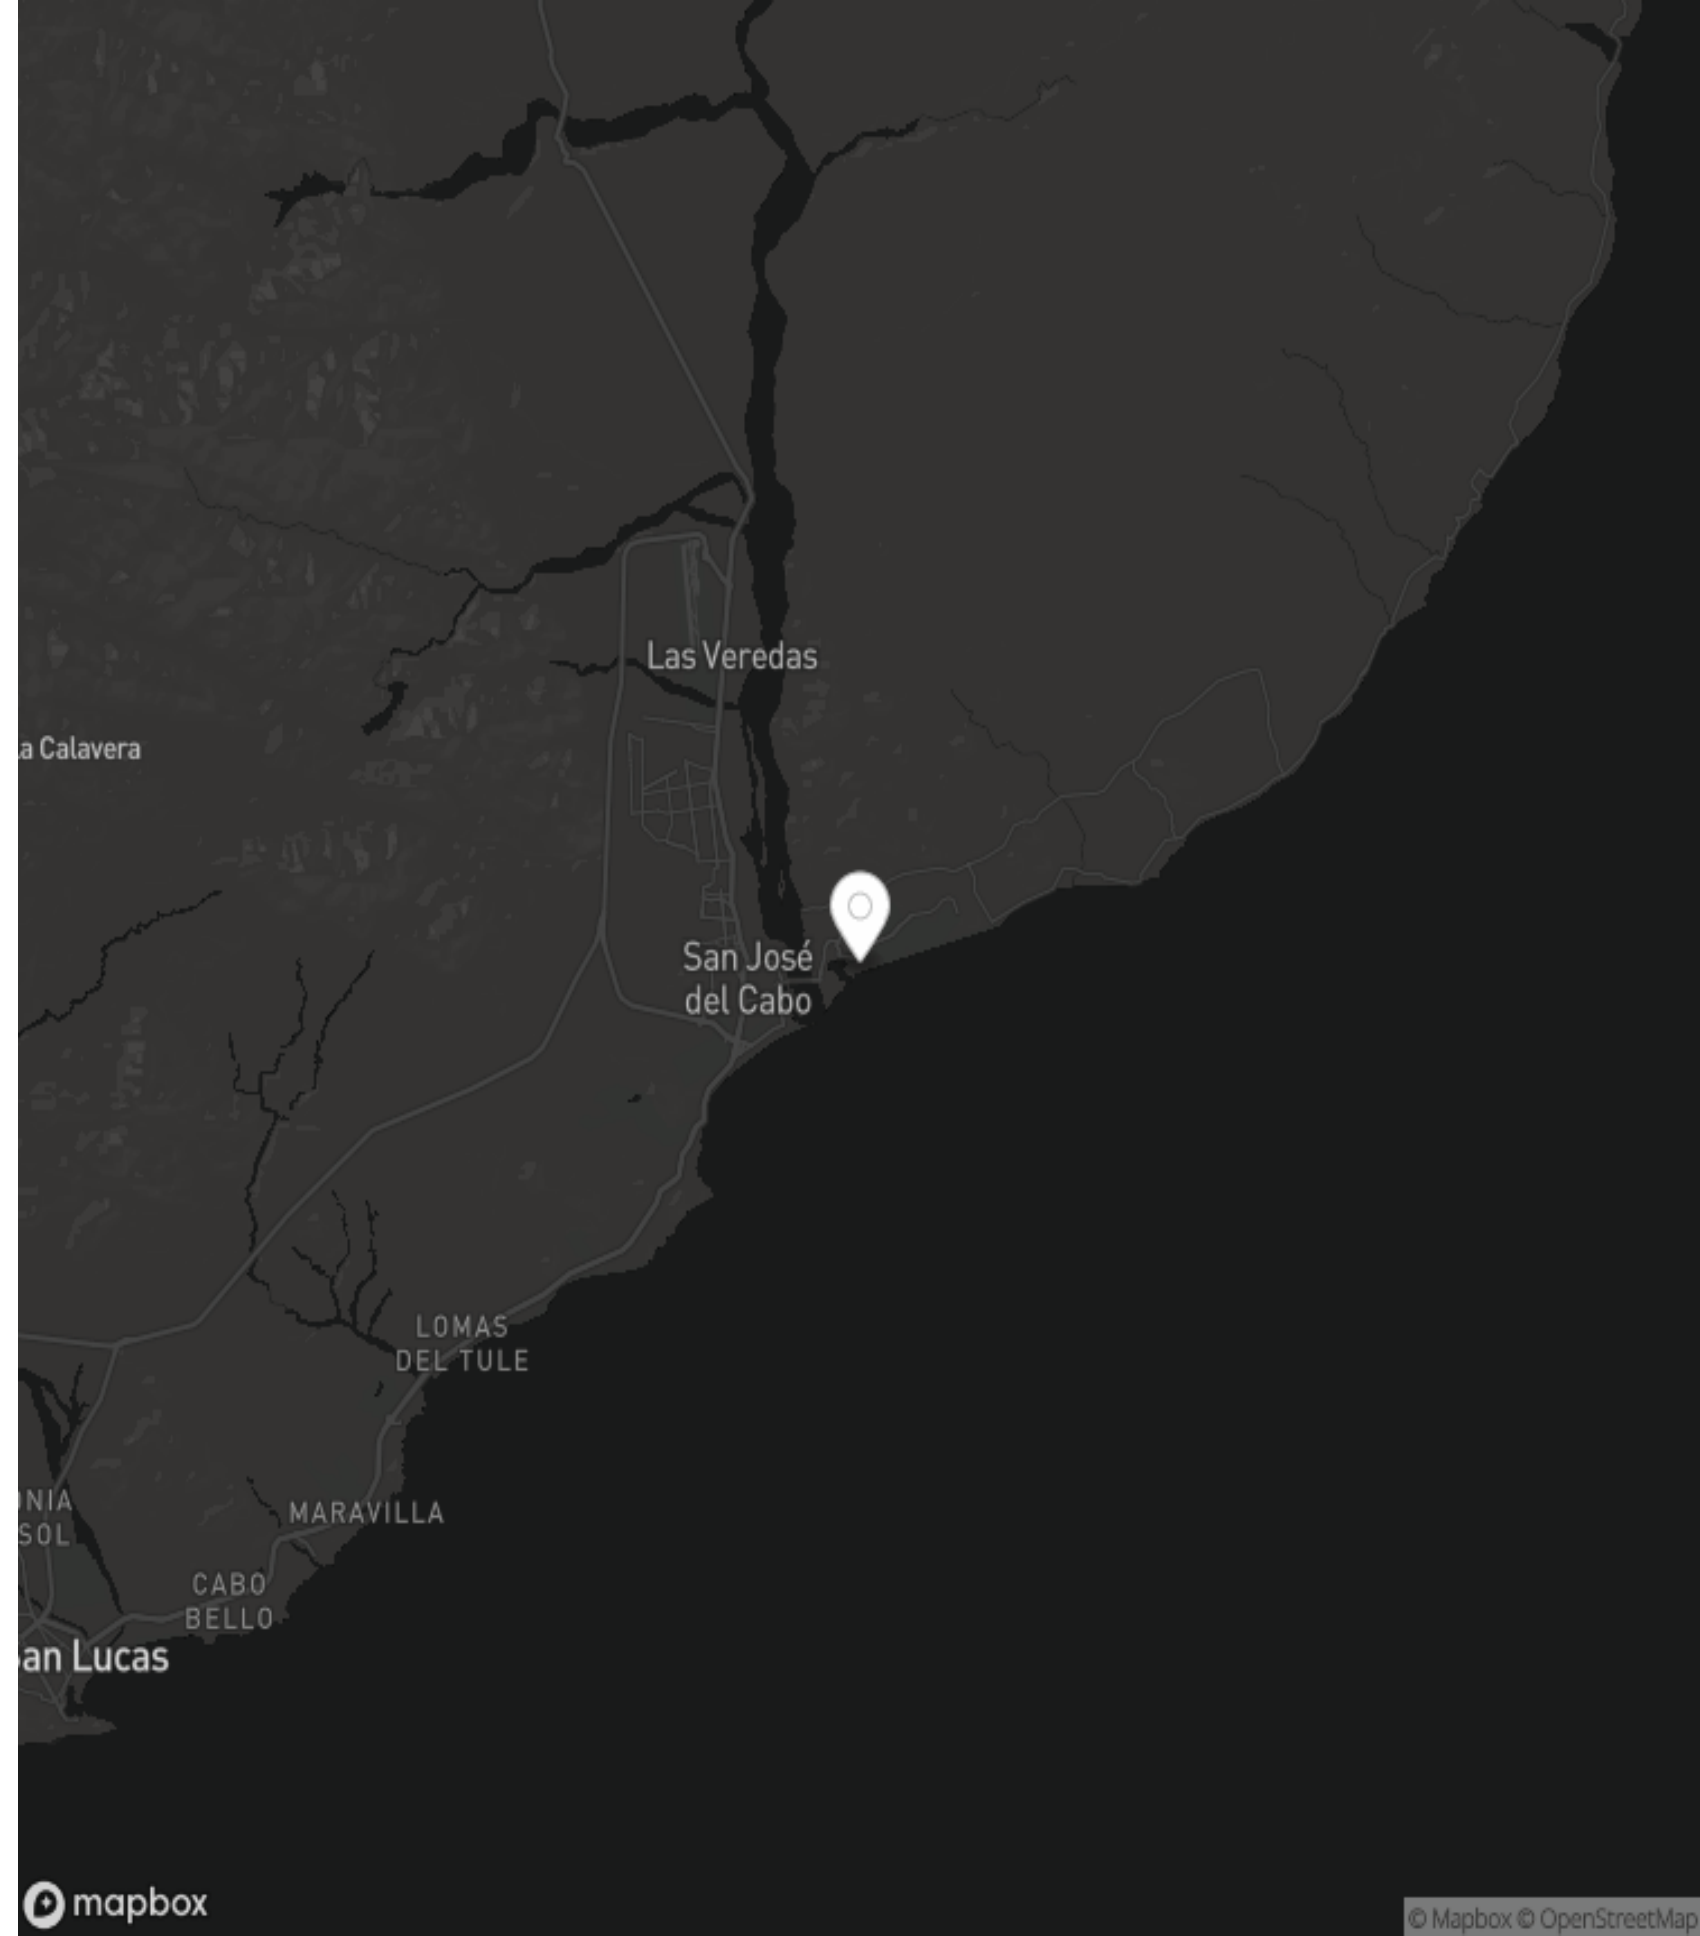 Las Veredas
a Calavera
San José
del Cabo
LOMAS
DEL TULE
MARAVILLA
NIA
SOL
CABO
BELLO
an Lucas
mapbox
© Mapbox © OpenStreetMap